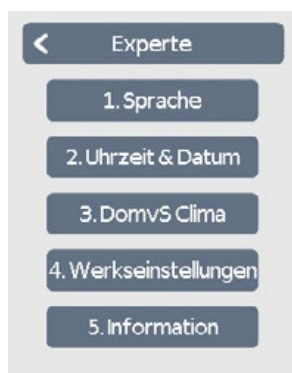 Experte
1. Sprache
2. Uhrzeit & Datum
3. DomvS Clima
4. Werkseinstellungen
5. Information